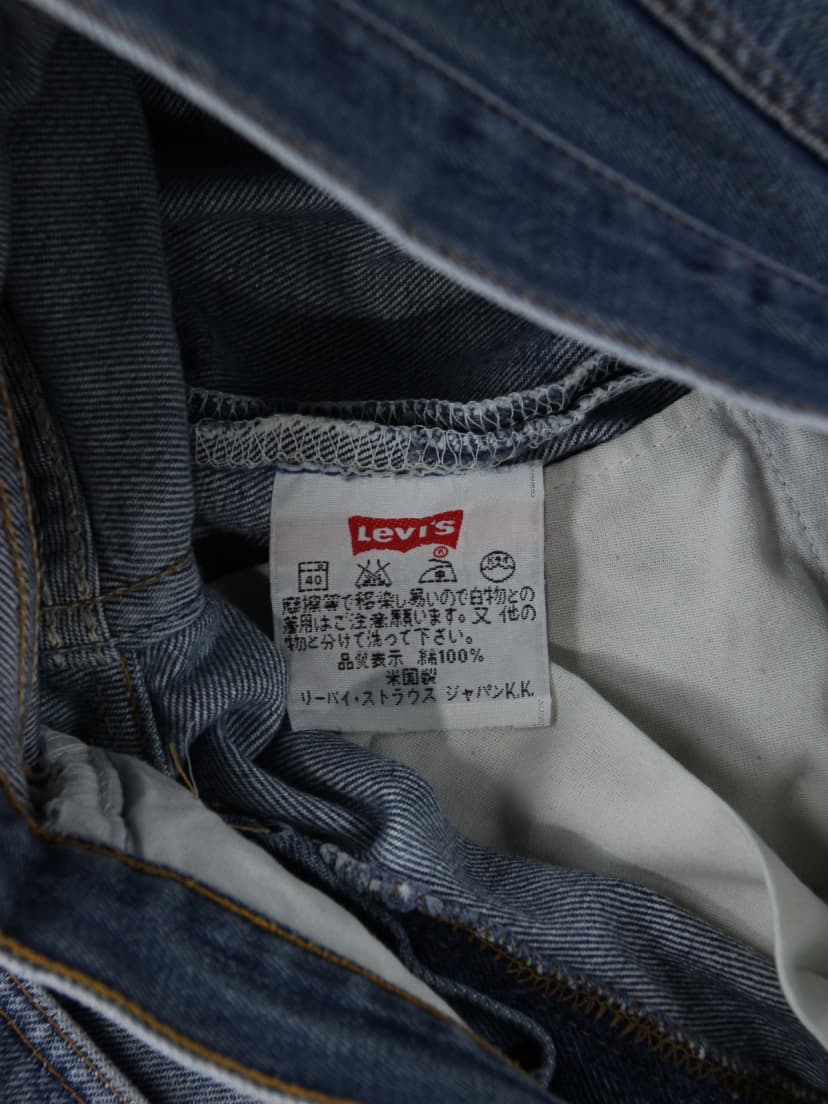 Levi's
®
40 中
摩擦等で移染し易いので白物との
着用はご注意願います。又 他の
物と分けて洗って下さい。
品質表示 綿100%
米国製
リーバイ・ストラウス ジャパンK.K.